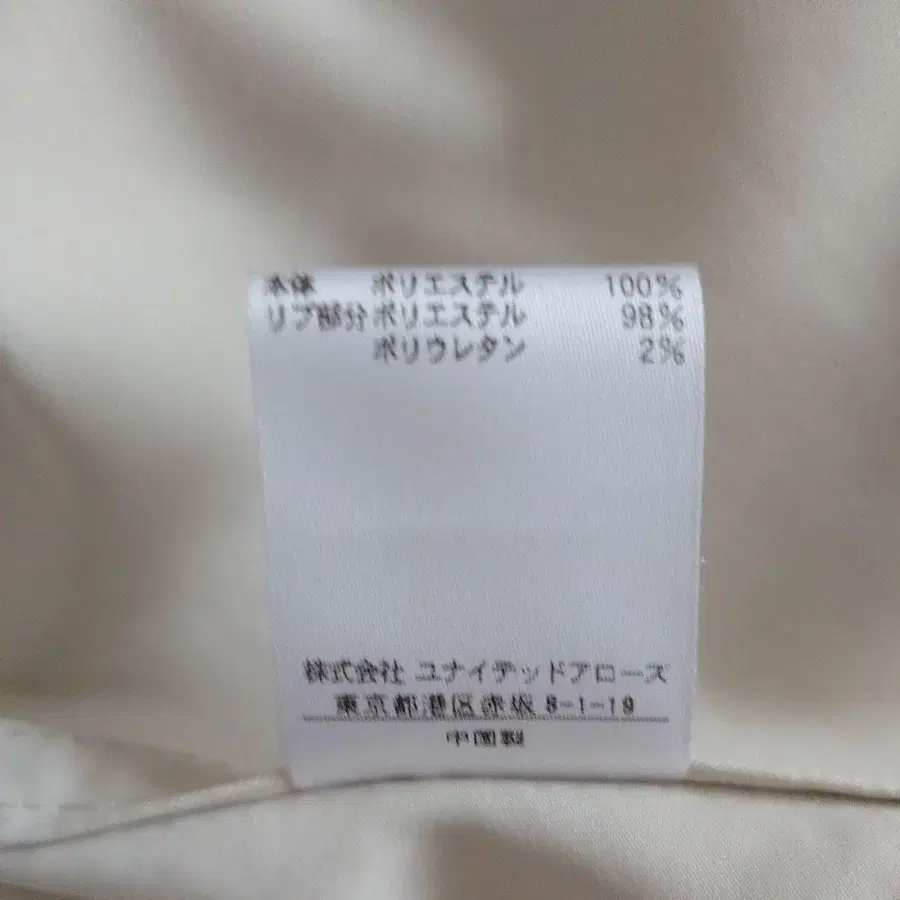 本体 ポリエステル 100%
リブ部分 ポリエステル 98%
ポリウレタン 2%
株式会社 ユナイテッドアローズ
東京都港区赤坂 8-1-19
中国製